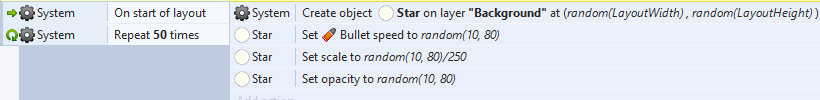 System On start of layout System Create object Star on layer "Background" at (random(LayoutWidth) , random(LayoutHeight) )
System Repeat 50 times Star Set Bullet speed to random(10, 80)
Star Set scale to random(10, 80)/250
Star Set opacity to random(10, 80)
Add action